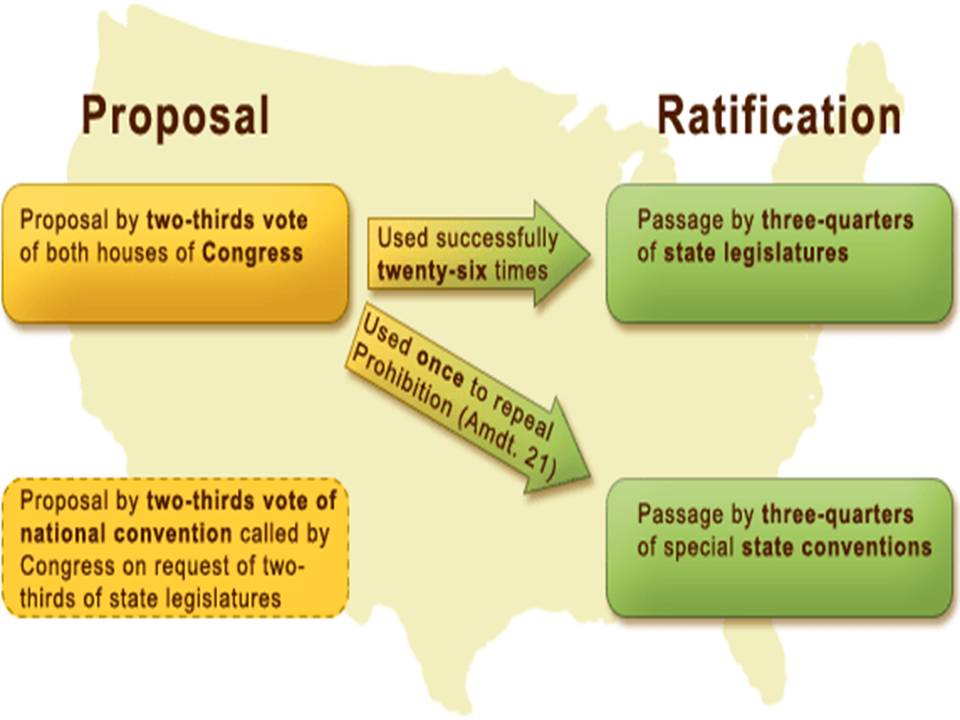 Proposal
Ratification
Proposal by two-thirds vote
of both houses of Congress
Used successfully
twenty-six times
Passage by three-quarters
of state legislatures
Used once to repeal
Prohibition (Amdt. 21)
Proposal by two-thirds vote of
national convention called by
Congress on request of two-
thirds of state legislatures
Passage by three-quarters
of special state conventions